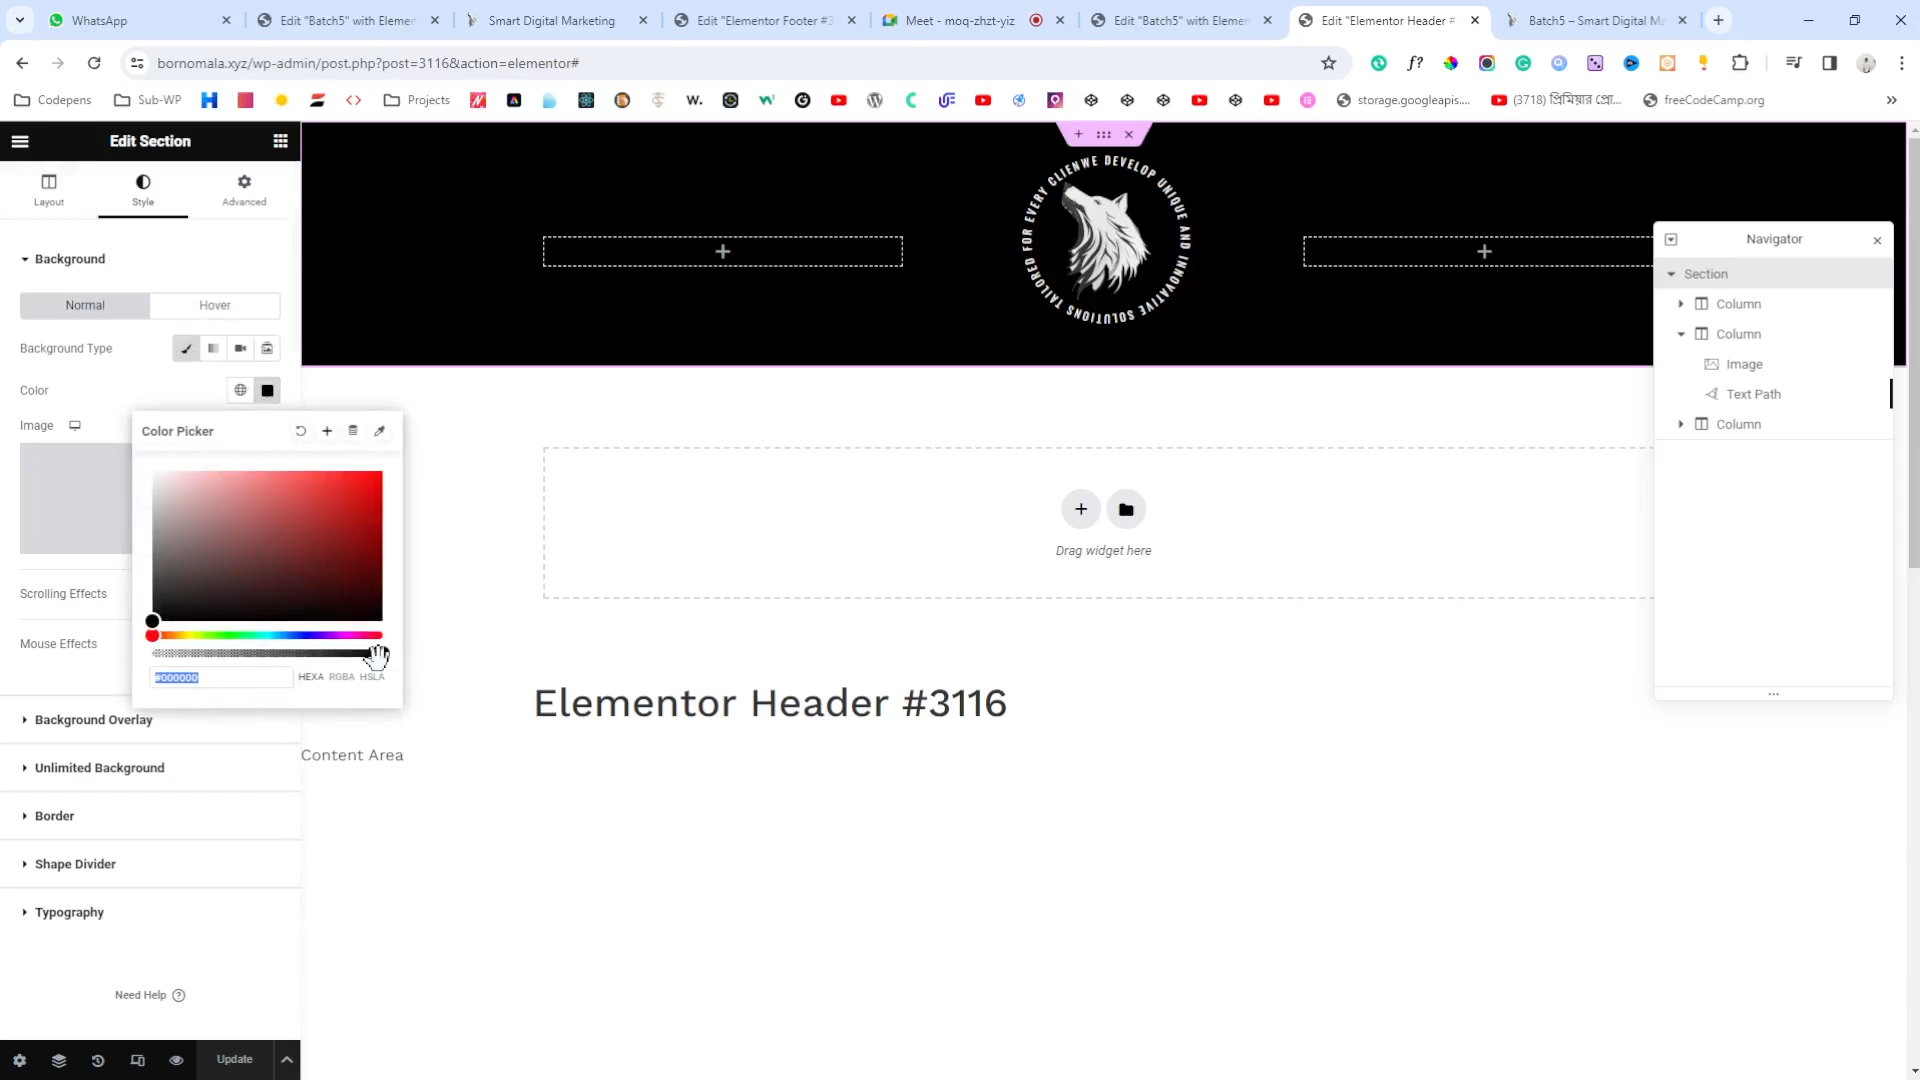 WhatsApp
Edit "Batch5" with Elemen
Smart Digital Marketing
Edit "Elementor Footer #3
Meet - moq-zhzt-yiz
Edit "Batch5" with Elemen
Edit "Elementor Header #
Batch5 – Smart Digital Ma
bornomala.xyz/wp-admin/post.php?post=3116&action=elementor#
Codepens
Sub-WP
Projects
storage.googleapis....
(3718) প্রিমিয়ার প্রো...
freeCodeCamp.org
Edit Section
Layout
Style
Advanced
Background
Normal
Hover
Background Type
Color
Image
Color Picker
#000000
HEXA
RGBA
HSLA
Scrolling Effects
Mouse Effects
Background Overlay
Unlimited Background
Border
Shape Divider
Typography
Need Help
Update
WE DEVELOP UNIQUE AND INNOVATIVE SOLUTIONS TAILORED FOR EVERY CLIEN
Drag widget here
Elementor Header #3116
Content Area
Navigator
Section
Column
Column
Image
Text Path
Column